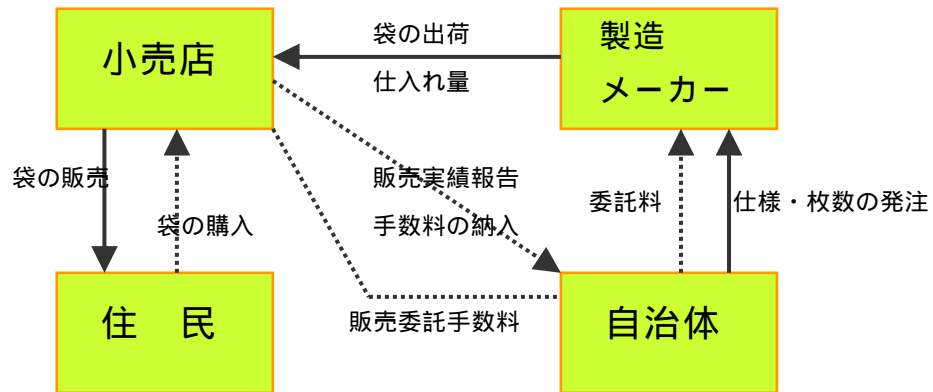 小売店
袋の出荷
仕入れ量
製造
メーカー
袋の販売
袋の購入
販売実績報告
手数料の納入
委託料
仕様・枚数の発注
住　民
販売委託手数料
自治体